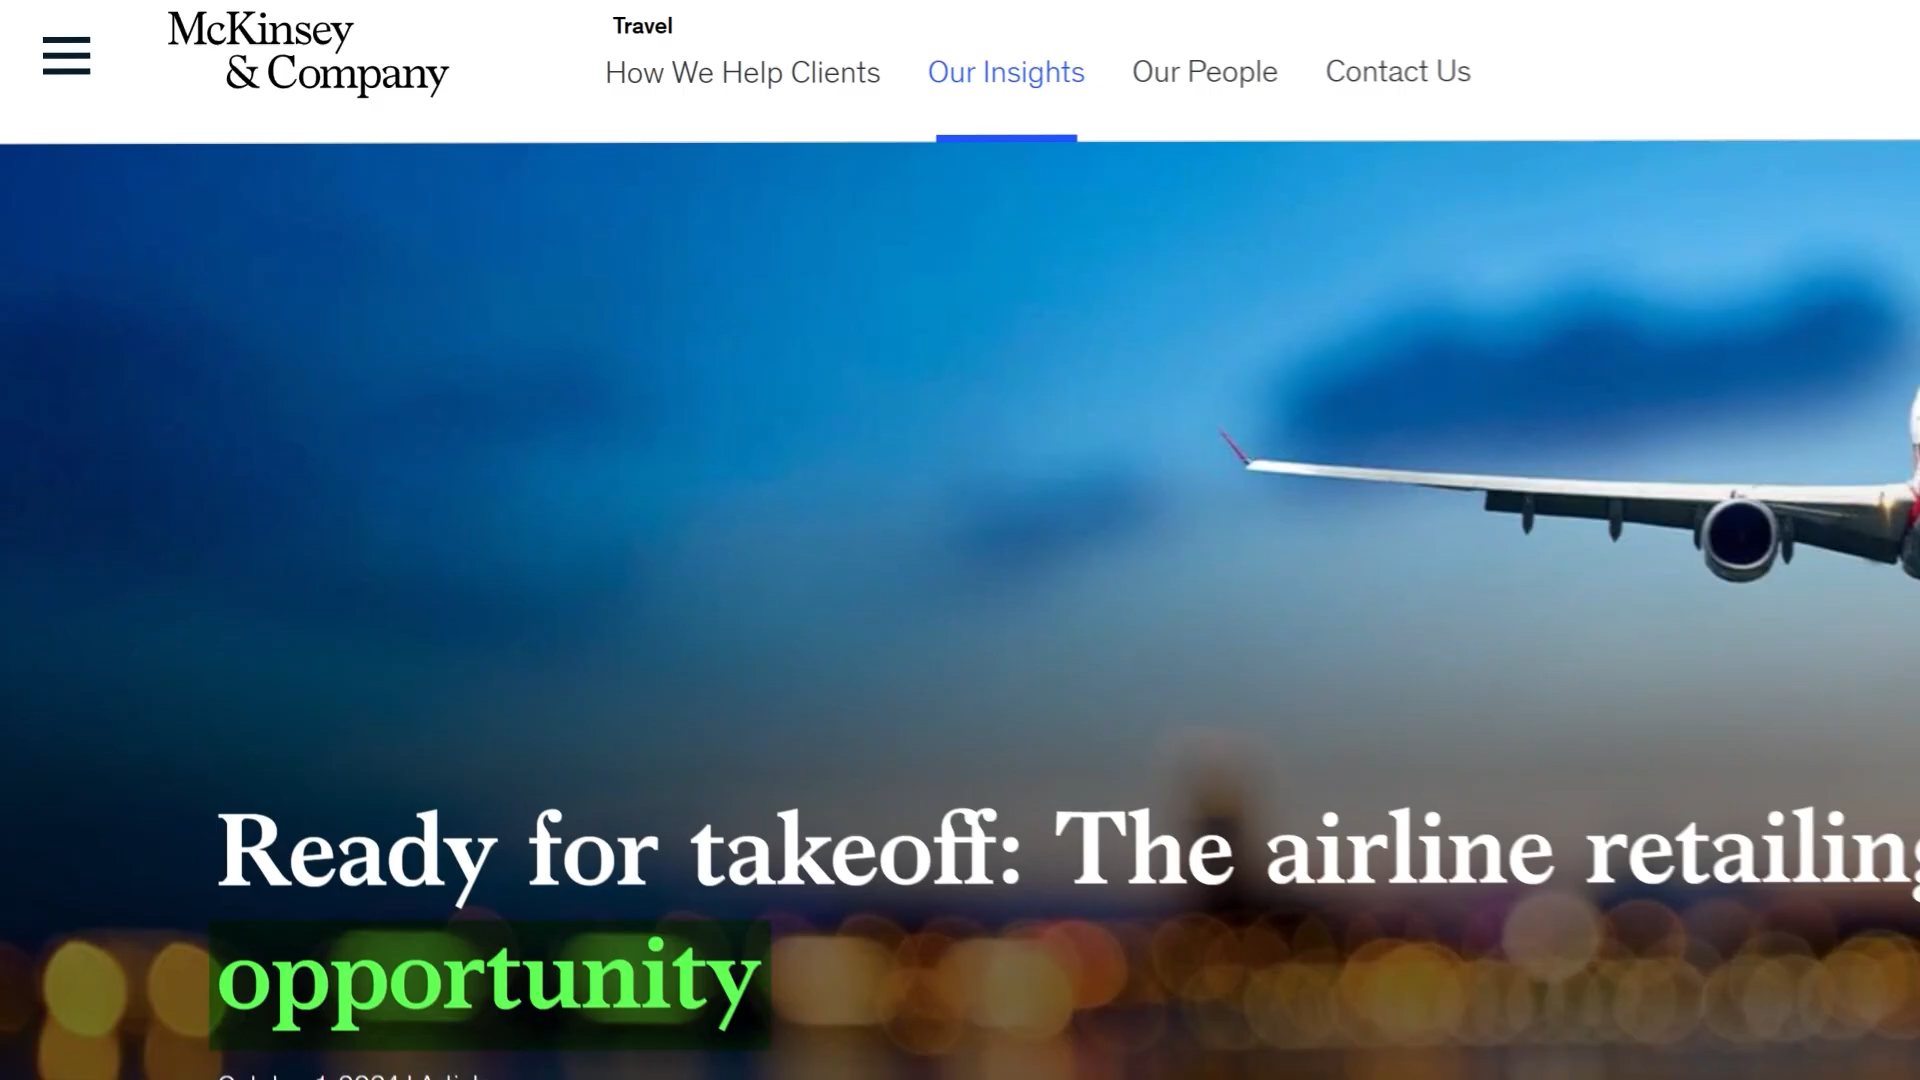 McKinsey
& Company
Travel
How We Help Clients
Our Insights
Our People
Contact Us
Ready for takeoff: The airline retailing
opportunity